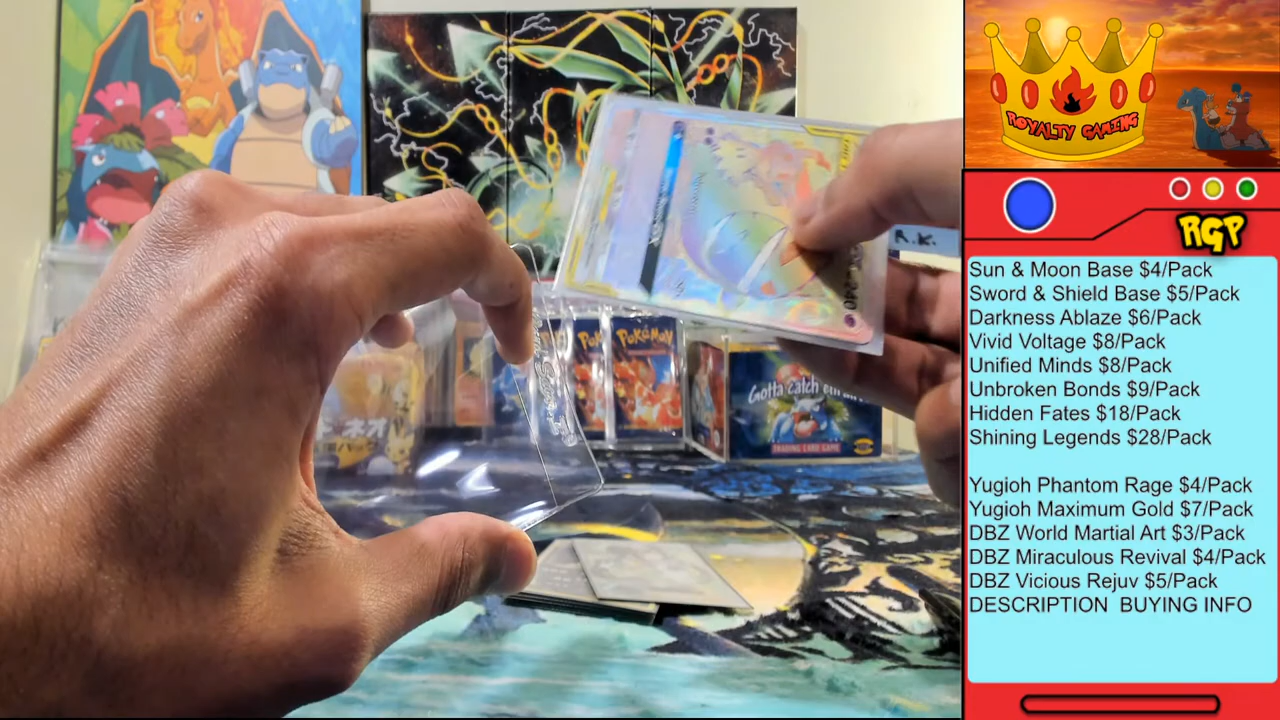 ROYALTY GAMING
RGP
Sun & Moon Base $4/Pack
Sword & Shield Base $5/Pack
Darkness Ablaze $6/Pack
Vivid Voltage $8/Pack
Unified Minds $8/Pack
Unbroken Bonds $9/Pack
Hidden Fates $18/Pack
Shining Legends $28/Pack
Yugioh Phantom Rage $4/Pack
Yugioh Maximum Gold $7/Pack
DBZ World Martial Art $3/Pack
DBZ Miraculous Revival $4/Pack
DBZ Vicious Rejuv $5/Pack
DESCRIPTION BUYING INFO
R.K.
POKéMON
Gotta catch
TRADING CARD GAME